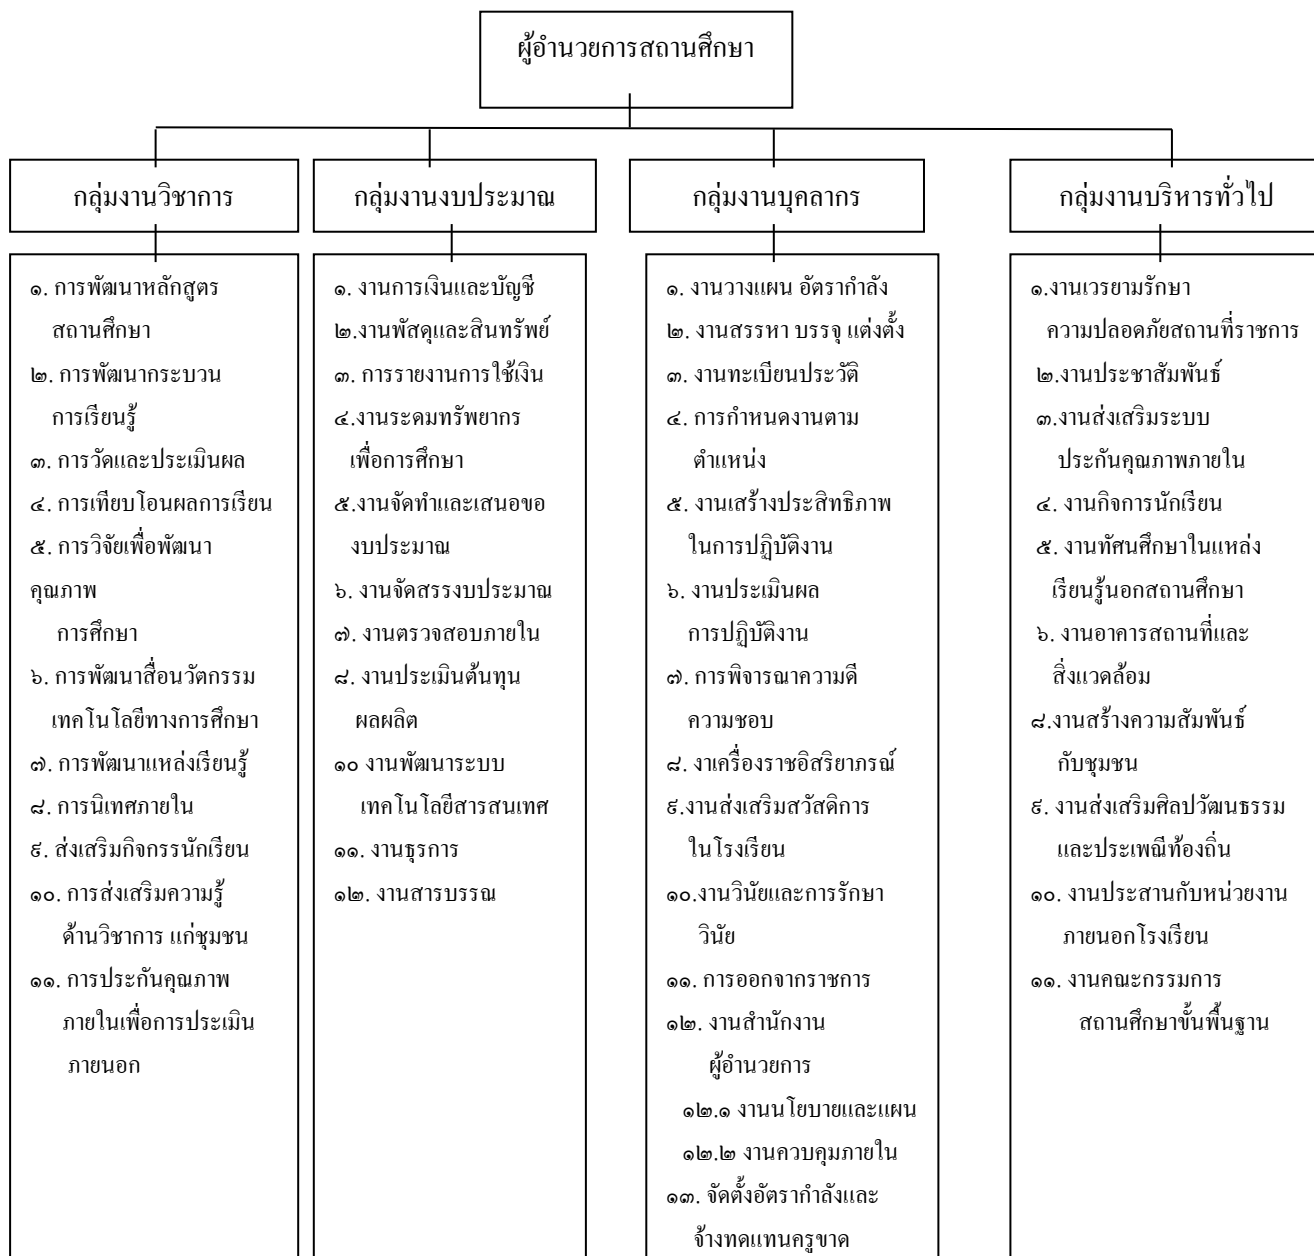 ผู้อำนวยการสถานศึกษา
กลุ่มงานวิชาการ
๑. การพัฒนาหลักสูตร
สถานศึกษา
๒. การพัฒนากระบวน
การเรียนรู้
๓. การวัดและประเมินผล
๔. การเทียบโอนผลการเรียน
๕. การวิจัยเพื่อพัฒนา
คุณภาพ
การศึกษา
๖. การพัฒนาสื่อนวัตกรรม
เทคโนโลยีทางการศึกษา
๗. การพัฒนาแหล่งเรียนรู้
๘. การนิเทศภายใน
๙. ส่งเสริมกิจกรรนักเรียน
๑๐. การส่งเสริมความรู้
ด้านวิชาการ แก่ชุมชน
๑๑. การประกันคุณภาพ
ภายในเพื่อการประเมิน
ภายนอก
กลุ่มงานงบประมาณ
๑. งานการเงินและบัญชี
๒.งานพัสดุและสินทรัพย์
๓. การรายงานการใช้เงิน
๔.งานระดมทรัพยากร
เพื่อการศึกษา
๕.งานจัดทำและเสนอขอ
งบประมาณ
๖. งานจัดสรรงบประมาณ
๗. งานตรวจสอบภายใน
๘. งานประเมินต้นทุน
ผลผลิต
๑๐ งานพัฒนาระบบ
เทคโนโลยีสารสนเทศ
๑๑. งานธุรการ
๑๒. งานสารบรรณ
กลุ่มงานบุคลากร
๑. งานวางแผน อัตรากำลัง
๒. งานสรรหา บรรจุ แต่งตั้ง
๓. งานทะเบียนประวัติ
๔. การกำหนดงานตาม
ตำแหน่ง
๕. งานเสร้างประสิทธิภาพ
ในการปฏิบัติงาน
๖. งานประเมินผล
การปฏิบัติงาน
๗. การพิจารณาความดี
ความชอบ
๘. งาเครื่องราชอิสริยาภรณ์
๙.งานส่งเสริมสวัสดิการ
ในโรงเรียน
๑๐.งานวินัยและการรักษา
วินัย
๑๑. การออกจากราชการ
๑๒. งานสำนักงาน
ผู้อำนวยการ
๑๒.๑ งานนโยบายและแผน
๑๒.๒ งานควบคุมภายใน
๑๓. จัดตั้งอัตรากำลังและ
จ้างทดแทนครูขาด
กลุ่มงานบริหารทั่วไป
๑.งานเวรยามรักษา
ความปลอดภัยสถานที่ราชการ
๒.งานประชาสัมพันธ์
๓.งานส่งเสริมระบบ
ประกันคุณภาพภายใน
๔. งานกิจการนักเรียน
๕. งานทัศนศึกษาในแหล่ง
เรียนรู้นอกสถานศึกษา
๖. งานอาคารสถานที่และ
สิ่งแวดล้อม
๘.งานสร้างความสัมพันธ์
กับชุมชน
๙. งานส่งเสริมศิลปวัฒนธรรม
และประเพณีท้องถิ่น
๑๐. งานประสานกับหน่วยงาน
ภายนอกโรงเรียน
๑๑. งานคณะกรรมการ
สถานศึกษาขั้นพื้นฐาน